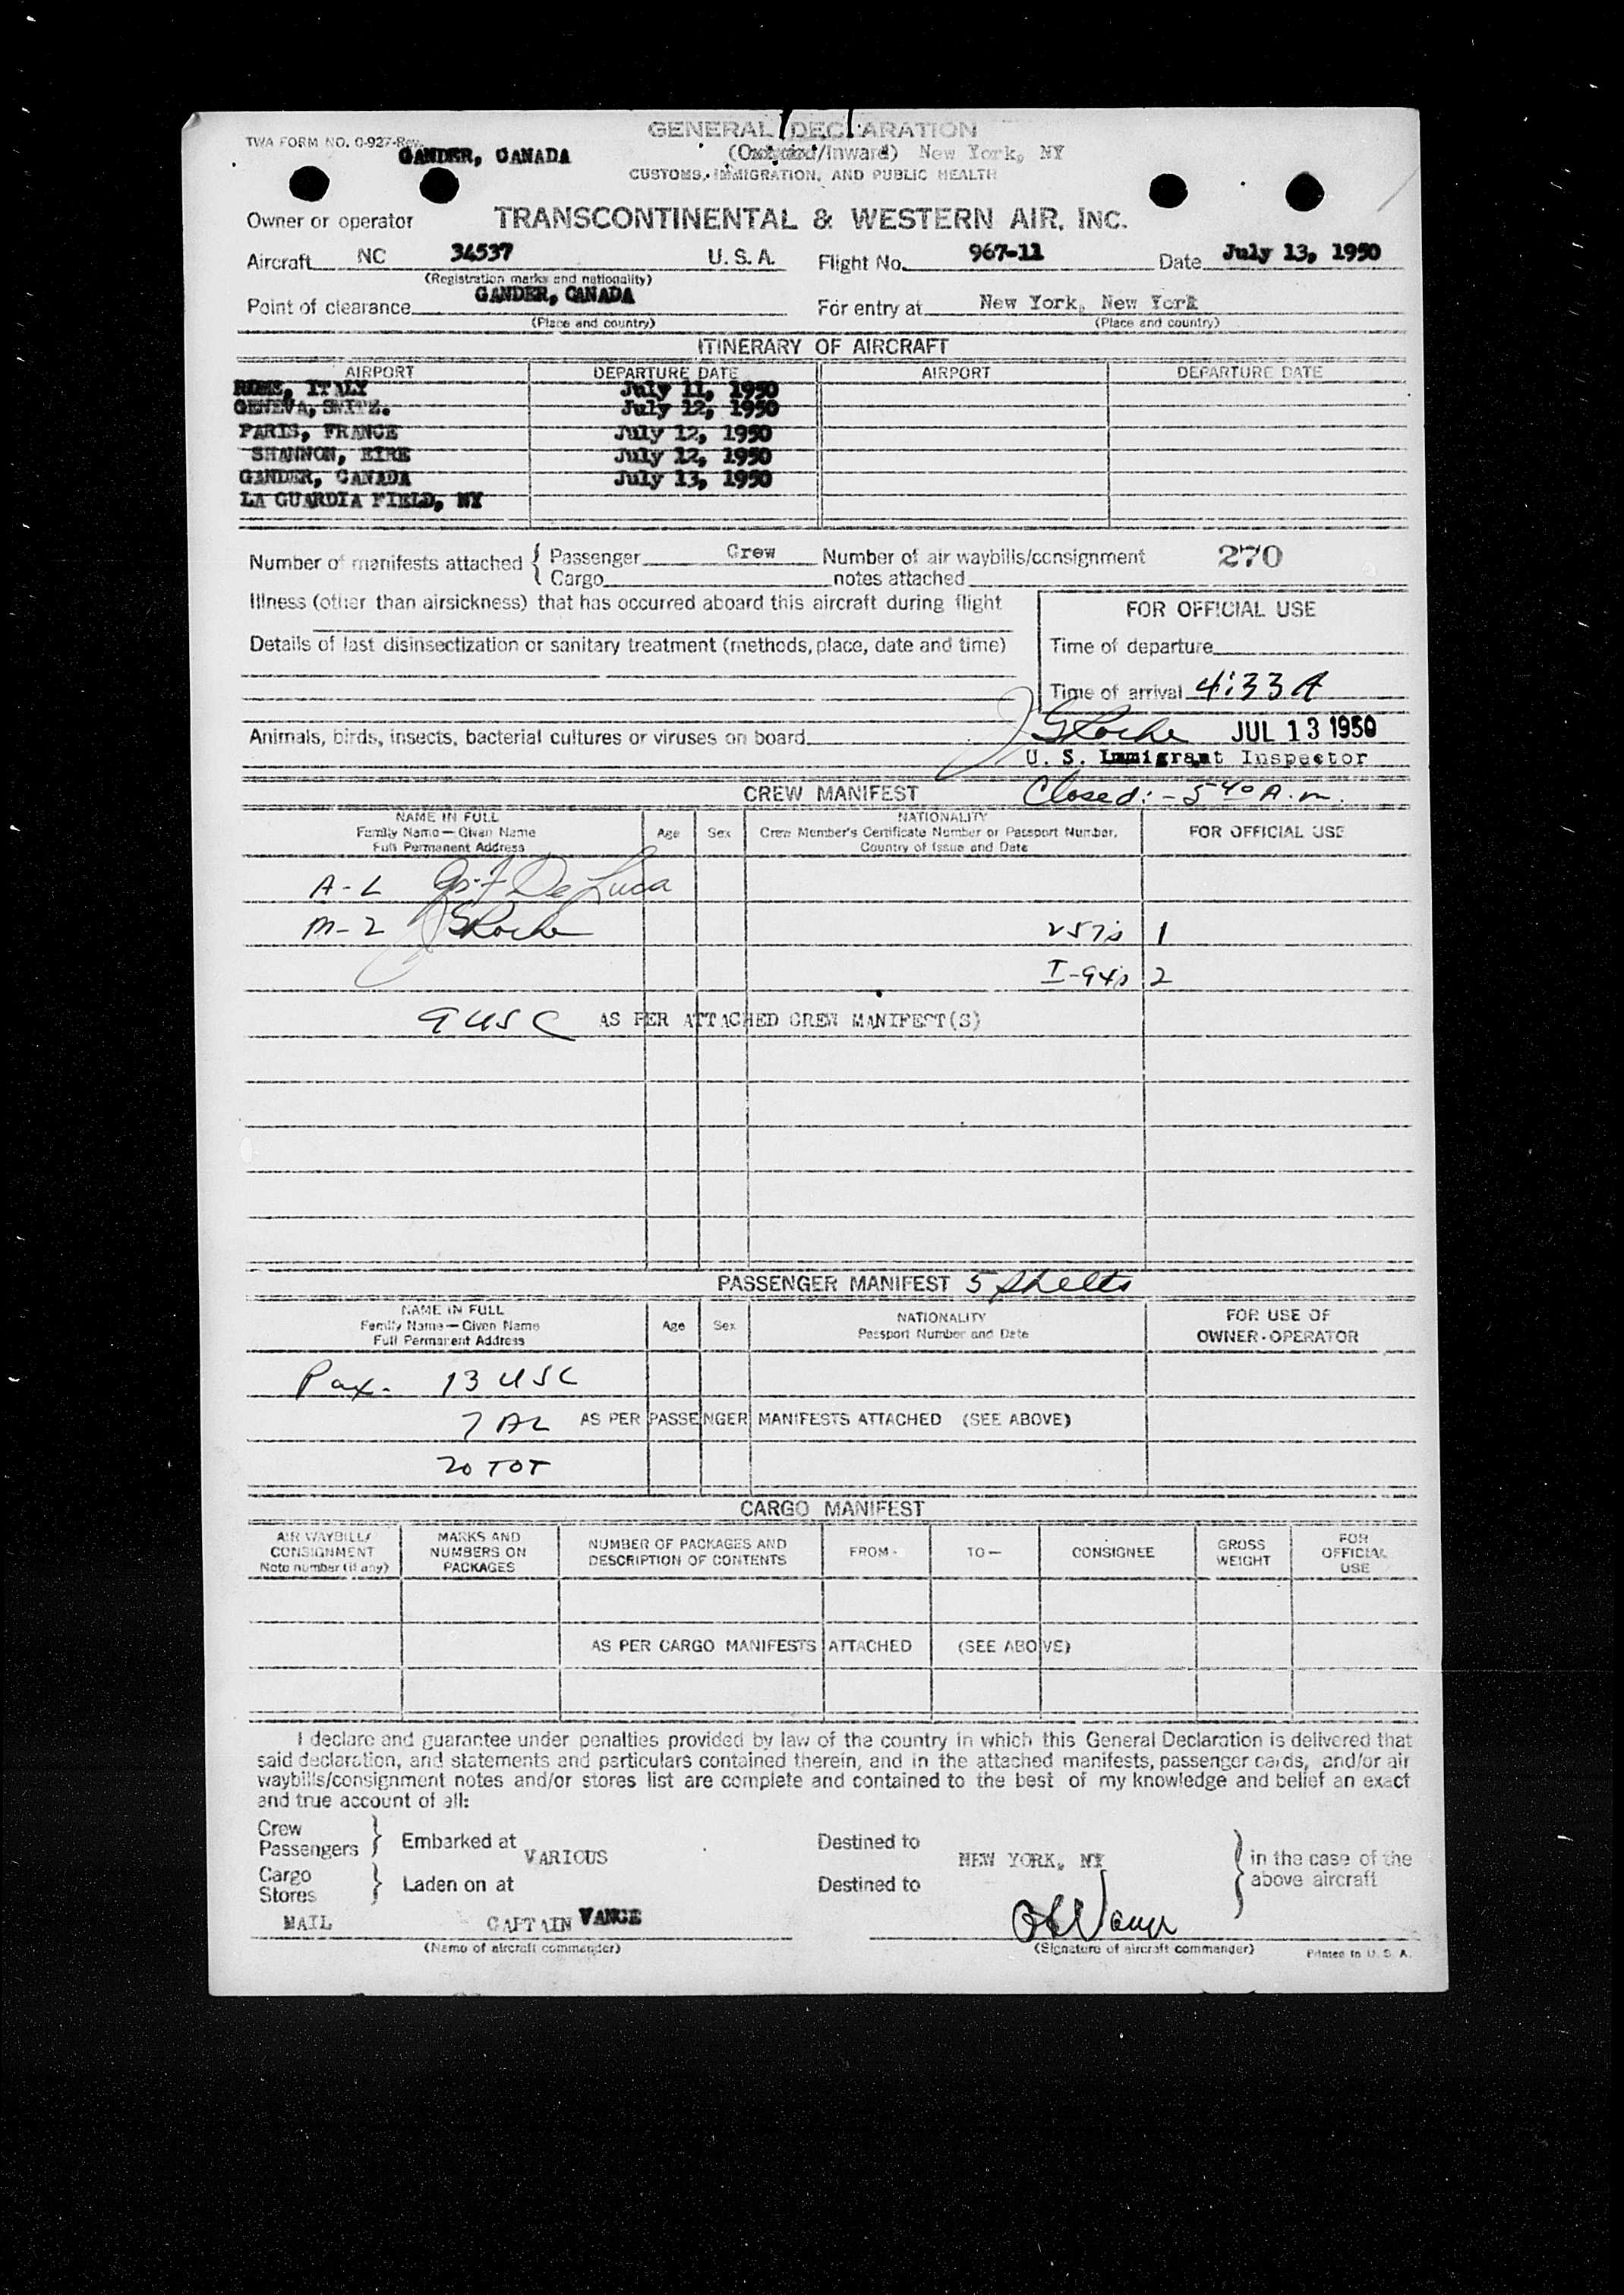 GENERAL DECLARATION
TWA FORM NO. 0-927-Rev.
GANDER, CANADA (Outward/Inward) New York, NY
CUSTOMS, IMMIGRATION, AND PUBLIC HEALTH
Owner or operator TRANSCONTINENTAL & WESTERN AIR, INC.
Aircraft NC 34537 U. S. A. Flight No. 967-11 Date July 13, 1950
(Registration marks and nationality)
Point of clearance GANDER, CANADA For entry at New York, New York
(Place and country) (Place and country)
ITINERARY OF AIRCRAFT
AIRPORT DEPARTURE DATE AIRPORT DEPARTURE DATE
ROME, ITALY July 11, 1950
GENEVA, SWITZ. July 12, 1950
PARIS, FRANCE July 12, 1950
SHANNON, EIRE July 12, 1950
GANDER, CANADA July 13, 1950
LA GUARDIA FIELD, NY
Number of manifests attached { Passenger Crew Number of air waybills/consignment 270
Cargo notes attached
Illness (other than airsickness) that has occurred aboard this aircraft during flight
FOR OFFICIAL USE
Details of last disinsectization or sanitary treatment (methods, place, date and time)
Time of departure
Time of arrival 4:33 A
Animals, birds, insects, bacterial cultures or viruses on board JUL 13 1950
U. S. Immigrant Inspector
CREW MANIFEST Closed:- 5 40 A.m.
NAME IN FULL
Family Name — Given Name
Full Permanent Address
Age Sex
NATIONALITY
Crew Member's Certificate Number or Passport Number,
Country of Issue and Date
FOR OFFICIAL USE
A-L De Luca
M-2
257's 1
I-94's 2
9 USC AS PER ATTACHED CREW MANIFEST(S)
PASSENGER MANIFEST 5 sheets
NAME IN FULL
Family Name — Given Name
Full Permanent Address
Age Sex
NATIONALITY
Passport Number and Date
FOR USE OF
OWNER-OPERATOR
Pax. 13 USC
7 AL AS PER PASSENGER MANIFESTS ATTACHED (SEE ABOVE)
20 TOT
CARGO MANIFEST
AIR WAYBILL/
CONSIGNMENT
Note number (if any)
MARKS AND
NUMBERS ON
PACKAGES
NUMBER OF PACKAGES AND
DESCRIPTION OF CONTENTS
FROM—
TO—
CONSIGNEE
GROSS
WEIGHT
FOR
OFFICIAL
USE
AS PER CARGO MANIFESTS ATTACHED (SEE ABOVE)
I declare and guarantee under penalties provided by law of the country in which this General Declaration is delivered that
said declaration, and statements and particulars contained therein, and in the attached manifests, passenger cards, and/or air
waybills/consignment notes and/or stores list are complete and contained to the best of my knowledge and belief an exact
and true account of all:
Crew
Passengers } Embarked at VARIOUS Destined to NEW YORK, NY } in the case of the
above aircraft
Cargo
Stores } Laden on at Destined to
MAIL CAPTAIN VANCE
(Name of aircraft commander) (Signature of aircraft commander) Printed in U. S. A.